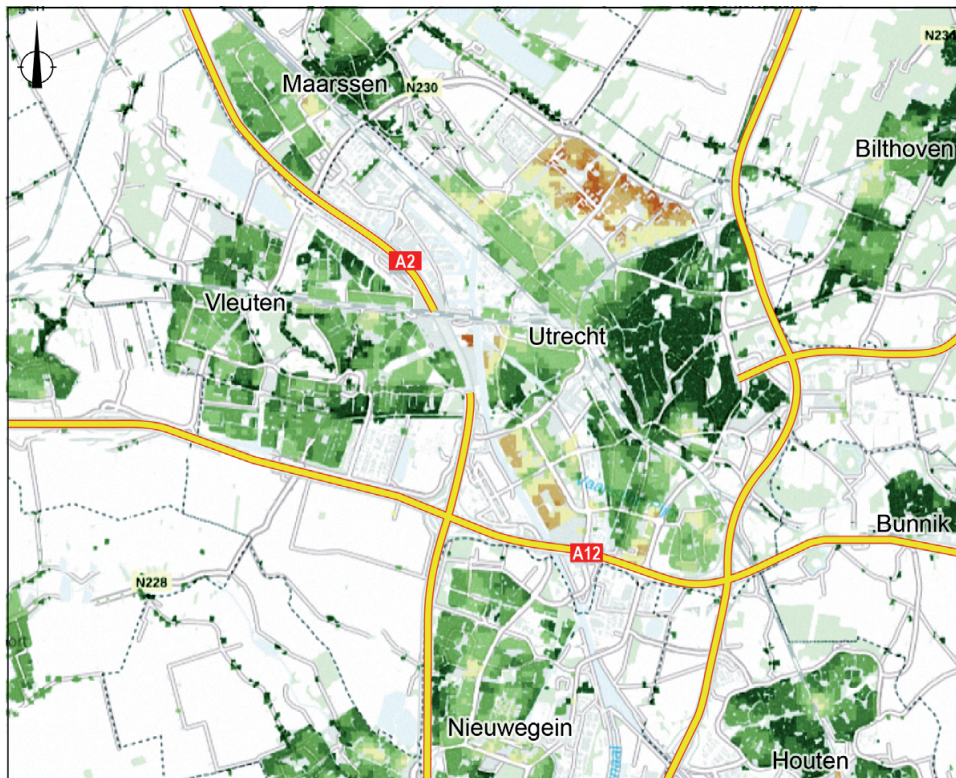 Maarssen
N230
N234
Bilthoven
A2
Vleuten
Utrecht
Bunnik
A12
N228
Nieuwegein
Houten